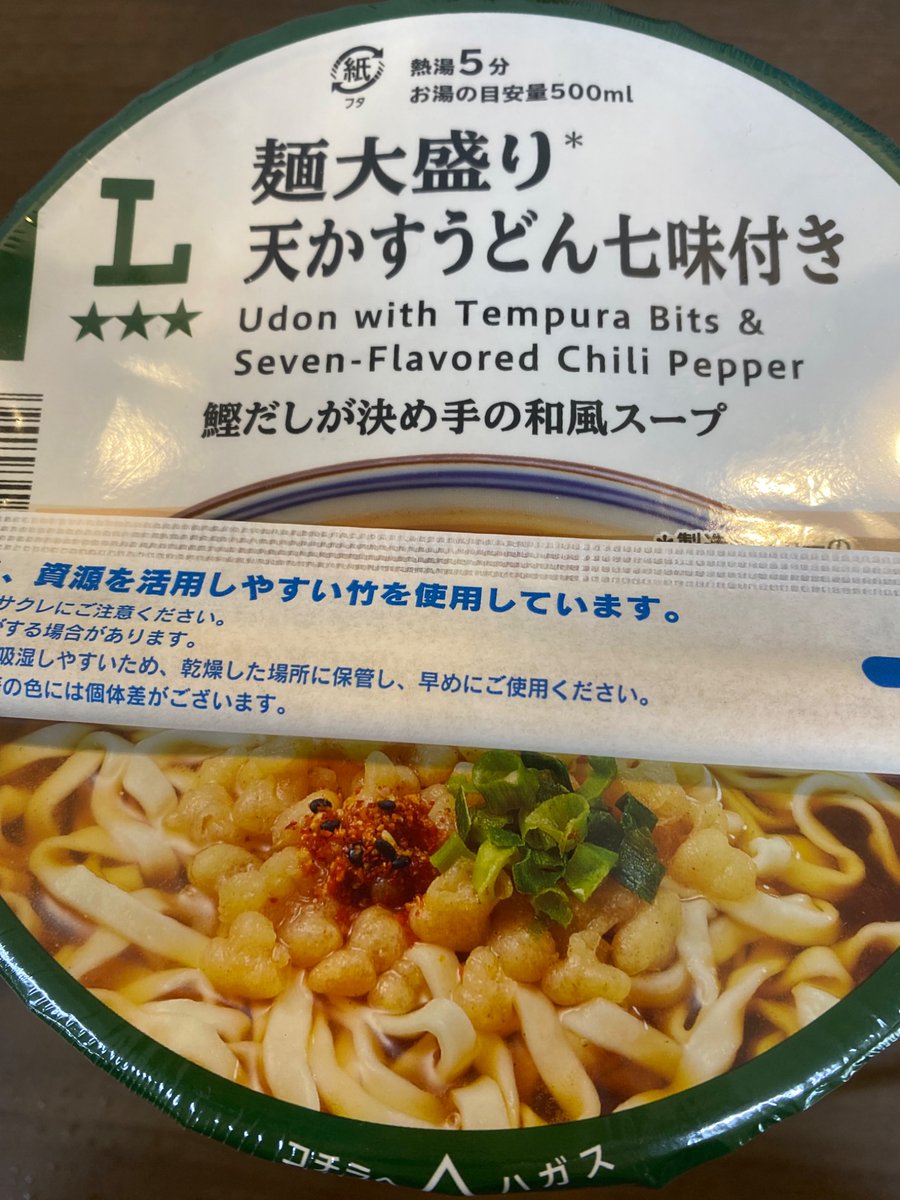 紙
フタ
熱湯5分
お湯の目安量500ml
L
★★★
麺大盛り*
天かすうどん七味付き
Udon with Tempura Bits &
Seven-Flavored Chili Pepper
鰹だしが決め手の和風スープ
、資源を活用しやすい竹を使用しています。
サクレにご注意ください。
がする場合があります。
吸湿しやすいため、乾燥した場所に保管し、早めにご使用ください。
の色には個体差がございます。
コチラへ
ハガス